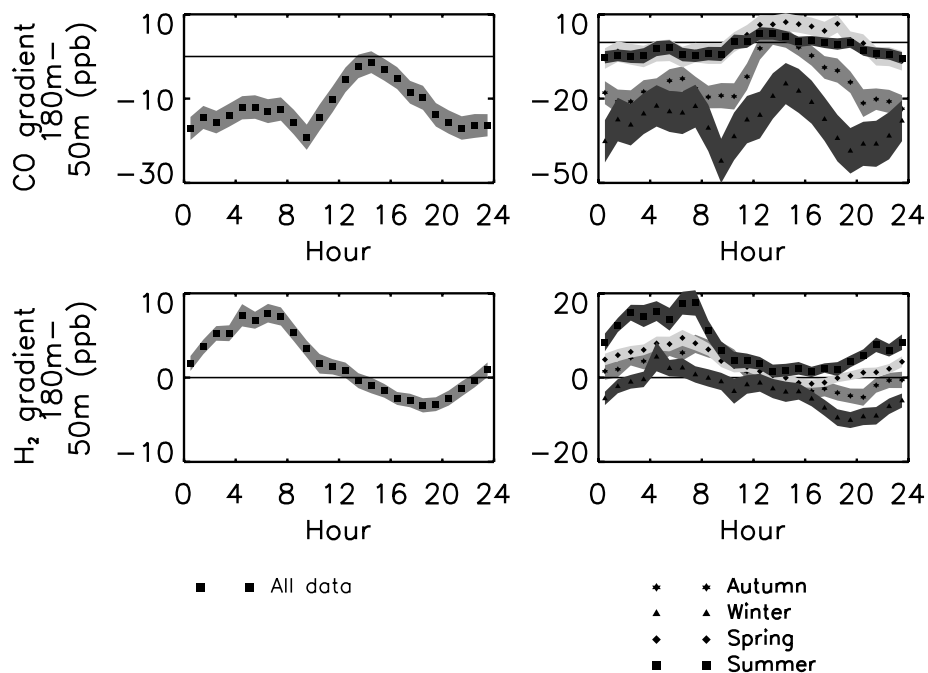 CO gradient
180m-
50m (ppb)
10
-10
-30
0 4 8 12 16 20 24
Hour
10
-20
-50
0 4 8 12 16 20 24
Hour
H₂ gradient
180m-
50m (ppb)
10
0
-10
0 4 8 12 16 20 24
Hour
20
0
-20
0 4 8 12 16 20 24
Hour
All data
Autumn
Winter
Spring
Summer